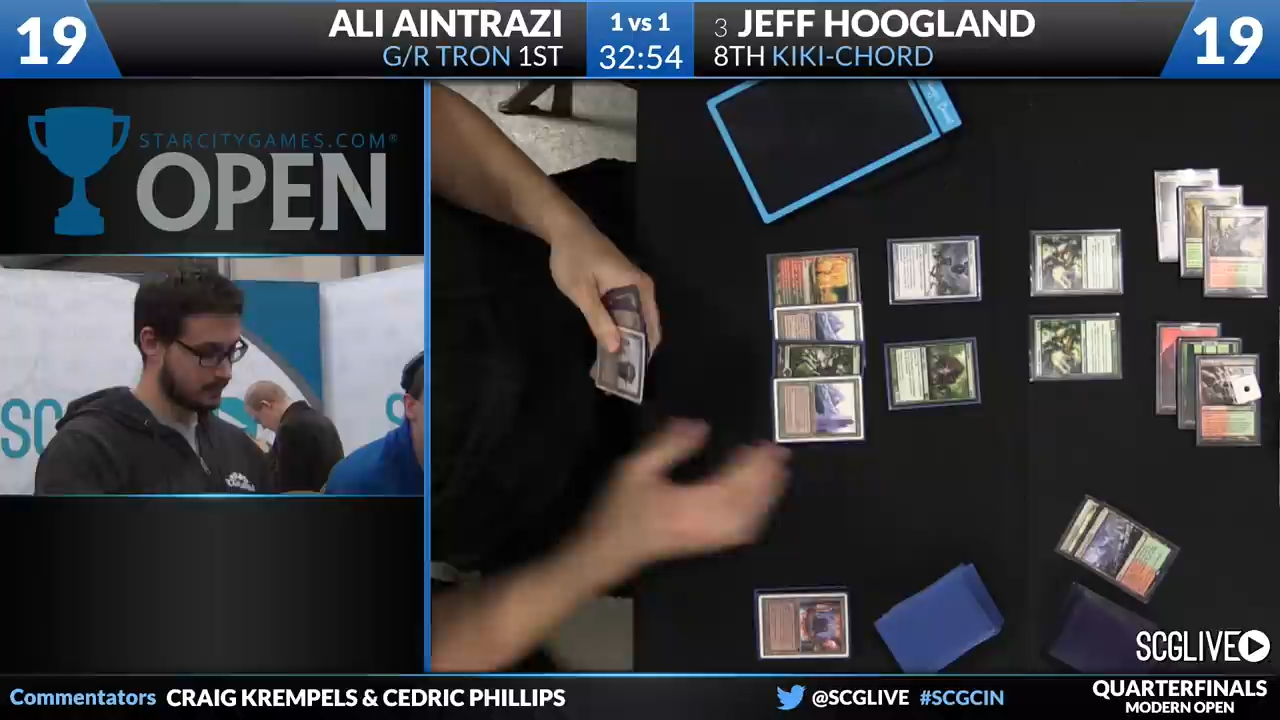 19
ALI AINTRAZI
G/R TRON 1ST
1 vs 1
32:54
3 JEFF HOOGLAND
8TH KIKI-CHORD
19
STARCITYGAMES.COM®
OPEN
SCGLIVE
QUARTERFINALS
MODERN OPEN
Commentators CRAIG KREMPELS & CEDRIC PHILLIPS
@SCGLIVE #SCGCIN